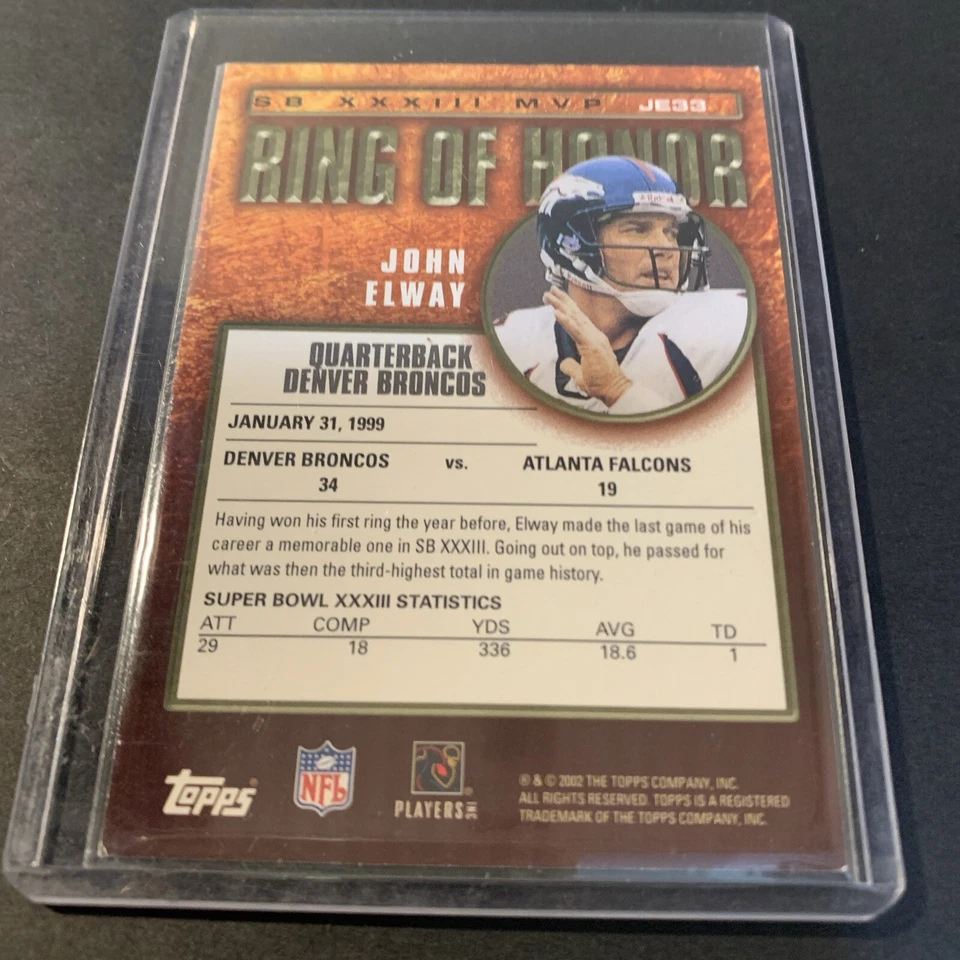 SB XXXIII MVP JE33
RING OF HONOR
JOHN
ELWAY
QUARTERBACK
DENVER BRONCOS
JANUARY 31, 1999
DENVER BRONCOS vs. ATLANTA FALCONS
34 19
Having won his first ring the year before, Elway made the last game of his
career a memorable one in SB XXXIII. Going out on top, he passed for
what was then the third-highest total in game history.
SUPER BOWL XXXIII STATISTICS
ATT COMP YDS AVG TD
29 18 336 18.6 1
topps
NFL
PLAYERS INC
® & © 2002 THE TOPPS COMPANY, INC.
ALL RIGHTS RESERVED. TOPPS IS A REGISTERED
TRADEMARK OF THE TOPPS COMPANY, INC.